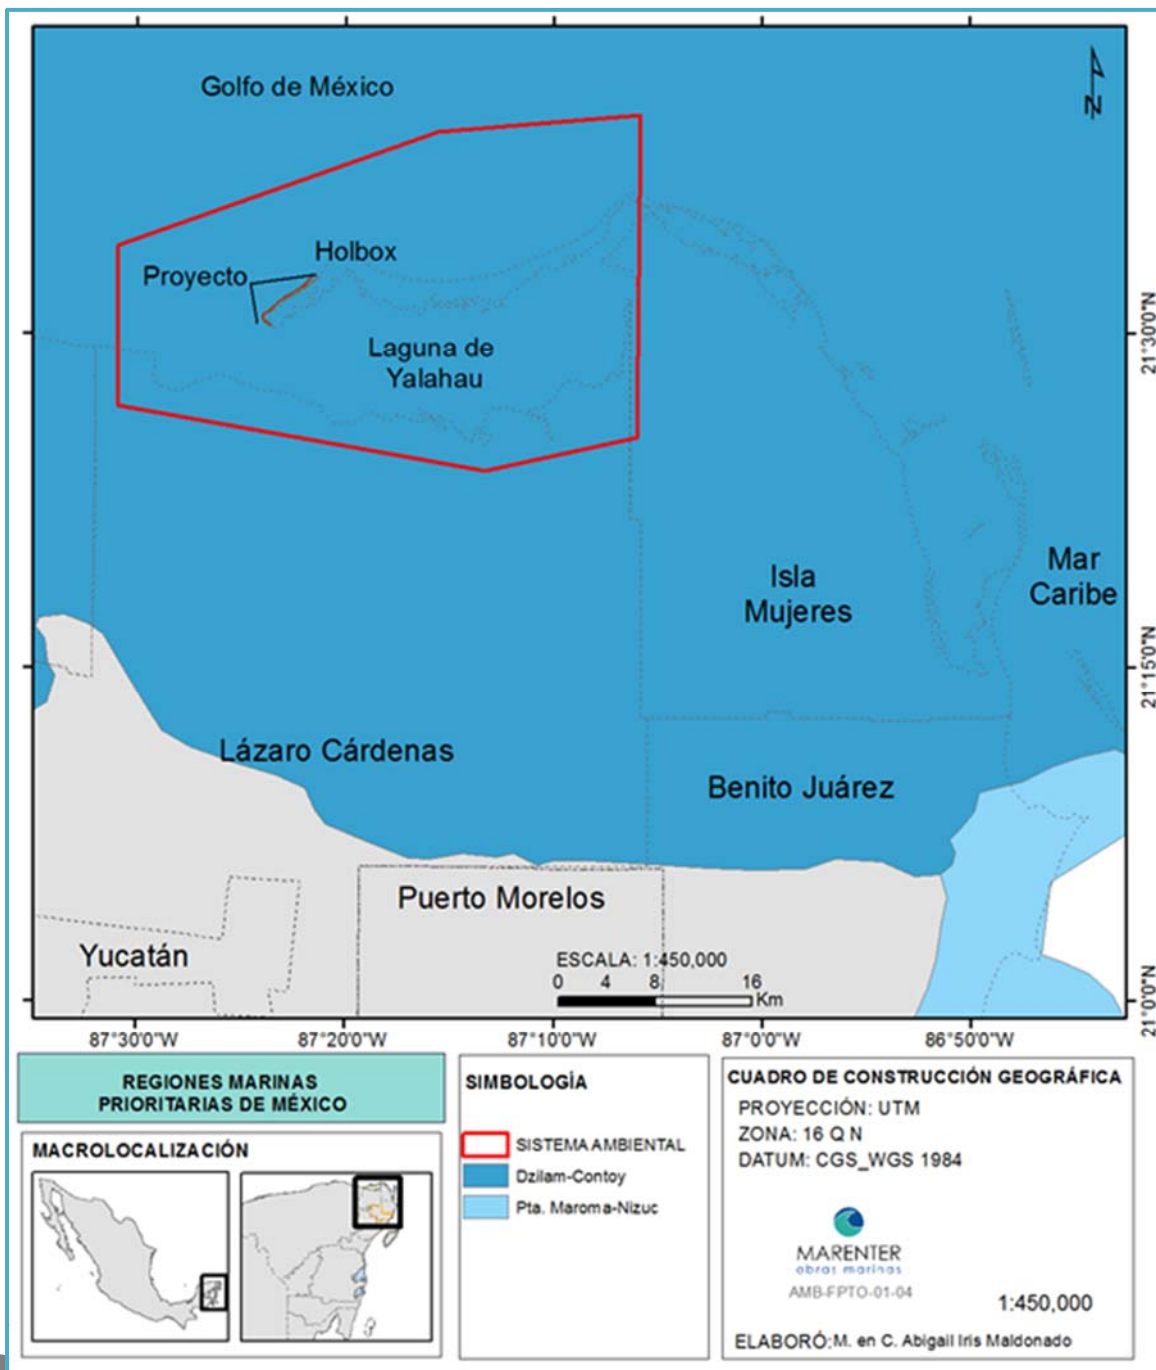 Golfo de México
N
Holbox
Proyecto
Laguna de
Yalahau
21°30'0"N
Mar
Caribe
Isla
Mujeres
21°15'0"N
Lázaro Cárdenas
Benito Juárez
Puerto Morelos
Yucatán
ESCALA: 1:450,000
0 4 8 16
Km
21°0'0"N
87°30'0"W 87°20'0"W 87°10'0"W 87°0'0"W 86°50'0"W
REGIONES MARINAS
PRIORITARIAS DE MÉXICO
MACROLOCALIZACIÓN
SIMBOLOGÍA
SISTEMA AMBIENTAL
Dzilam-Contoy
Pta. Maroma-Nizuc
CUADRO DE CONSTRUCCIÓN GEOGRÁFICA
PROYECCIÓN: UTM
ZONA: 16 Q N
DATUM: CGS_WGS 1984
MARENTER
obras marinas
AMB-FPTO-01-04
1:450,000
ELABORÓ: M. en C. Abigail Iris Maldonado